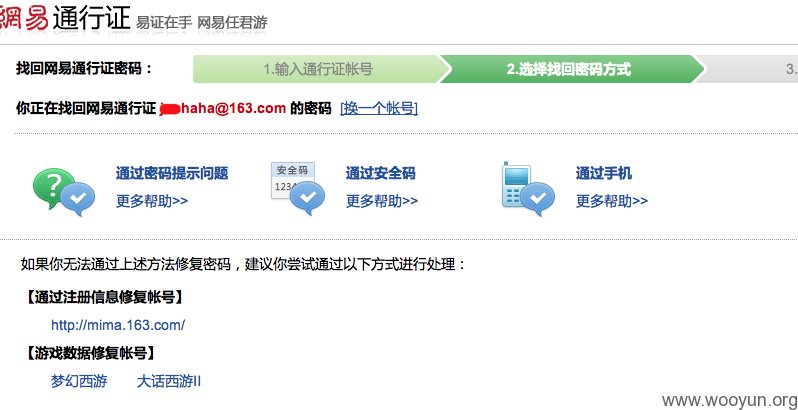 網易 通行证 易证在手 网易任君游
找回网易通行证密码： 1.输入通行证帐号 2.选择找回密码方式 3.
你正在找回网易通行证 haha@163.com 的密码 [换一个帐号]
通过密码提示问题 安全码 通过安全码 通过手机
更多帮助>> 1234 更多帮助>> 更多帮助>>
如果你无法通过上述方法修复密码，建议你尝试通过以下方式进行处理：
【通过注册信息修复帐号】
http://mima.163.com/
【游戏数据修复帐号】
梦幻西游 大话西游II
www.wooyun.org